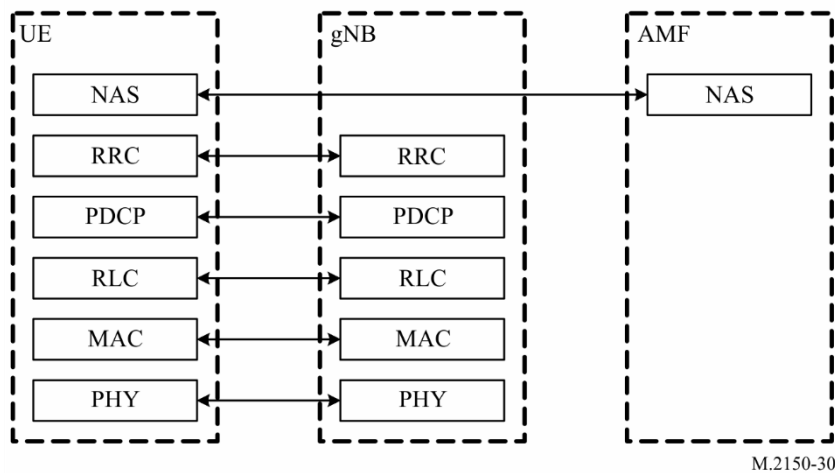 UE
gNB
AMF
NAS
NAS
RRC
RRC
PDCP
PDCP
RLC
RLC
MAC
MAC
PHY
PHY
M.2150-30